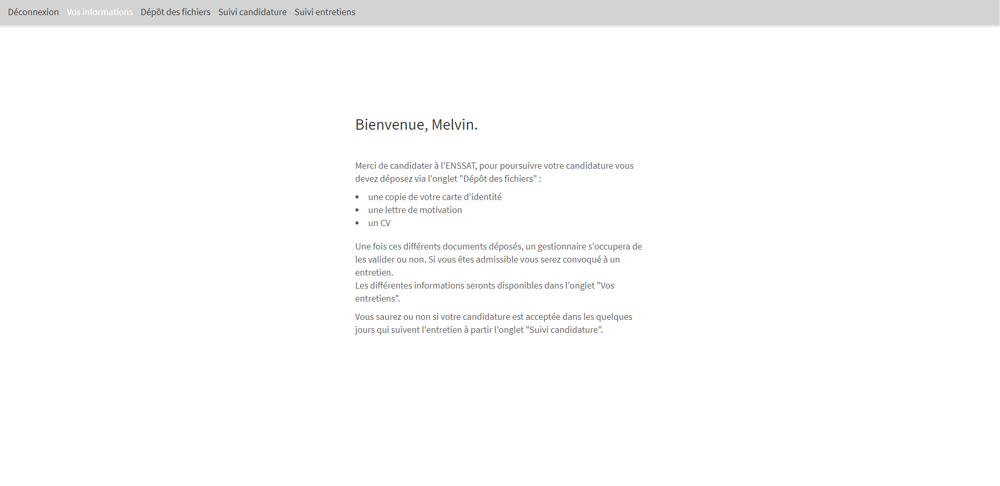 Déconnexion Vos informations Dépôt des fichiers Suivi candidature Suivi entretiens
Bienvenue, Melvin.
Merci de candidater à l'ENSSAT, pour poursuivre votre candidature vous
devez déposez via l'onglet "Dépôt des fichiers" :
• une copie de votre carte d'identité
• une lettre de motivation
• un CV
Une fois ces différents documents déposés, un gestionnaire s'occupera de
les valider ou non. Si vous êtes admissible vous serez convoqué à un
entretien.
Les différentes informations seronts disponibles dans l'onglet "Vos
entretiens".
Vous saurez ou non si votre candidature est acceptée dans les quelques
jours qui suivent l'entretien à partir l'onglet "Suivi candidature".